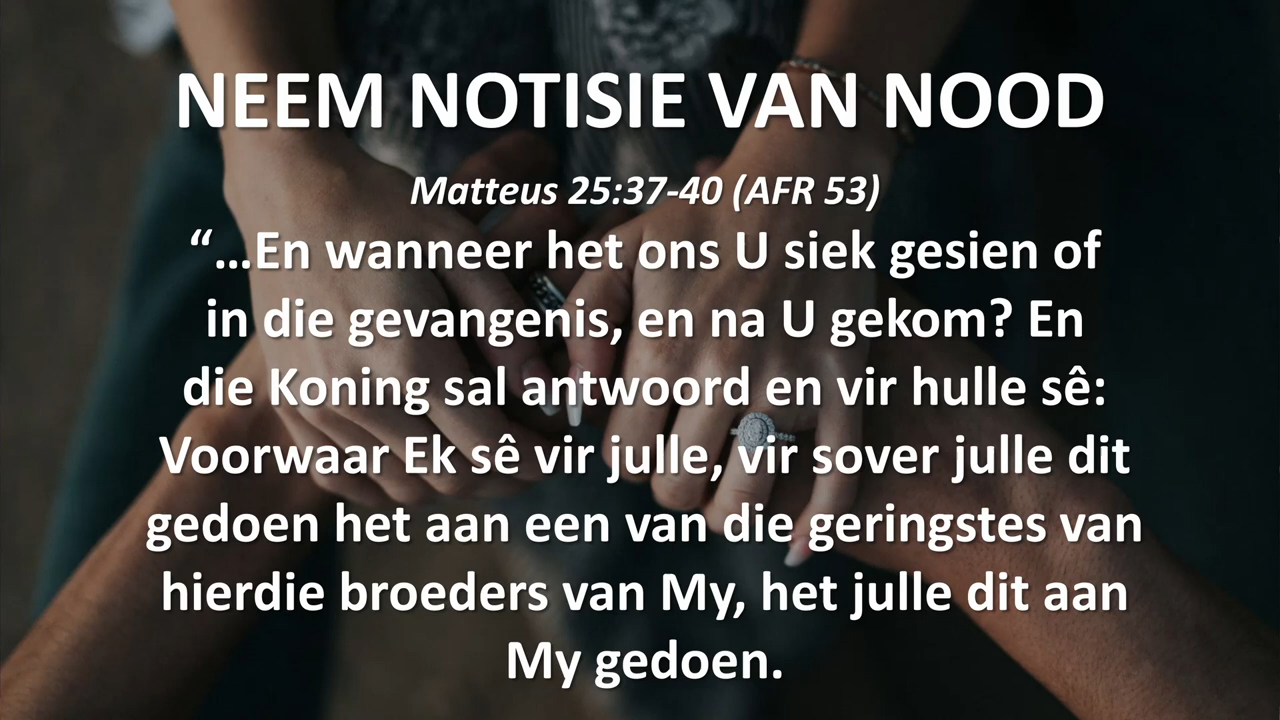 NEEM NOTISIE VAN NOOD
Matteus 25:37-40 (AFR 53)
“…En wanneer het ons U siek gesien of
in die gevangenis, en na U gekom? En
die Koning sal antwoord en vir hulle sê:
Voorwaar Ek sê vir julle, vir sover julle dit
gedoen het aan een van die geringstes van
hierdie broeders van My, het julle dit aan
My gedoen.